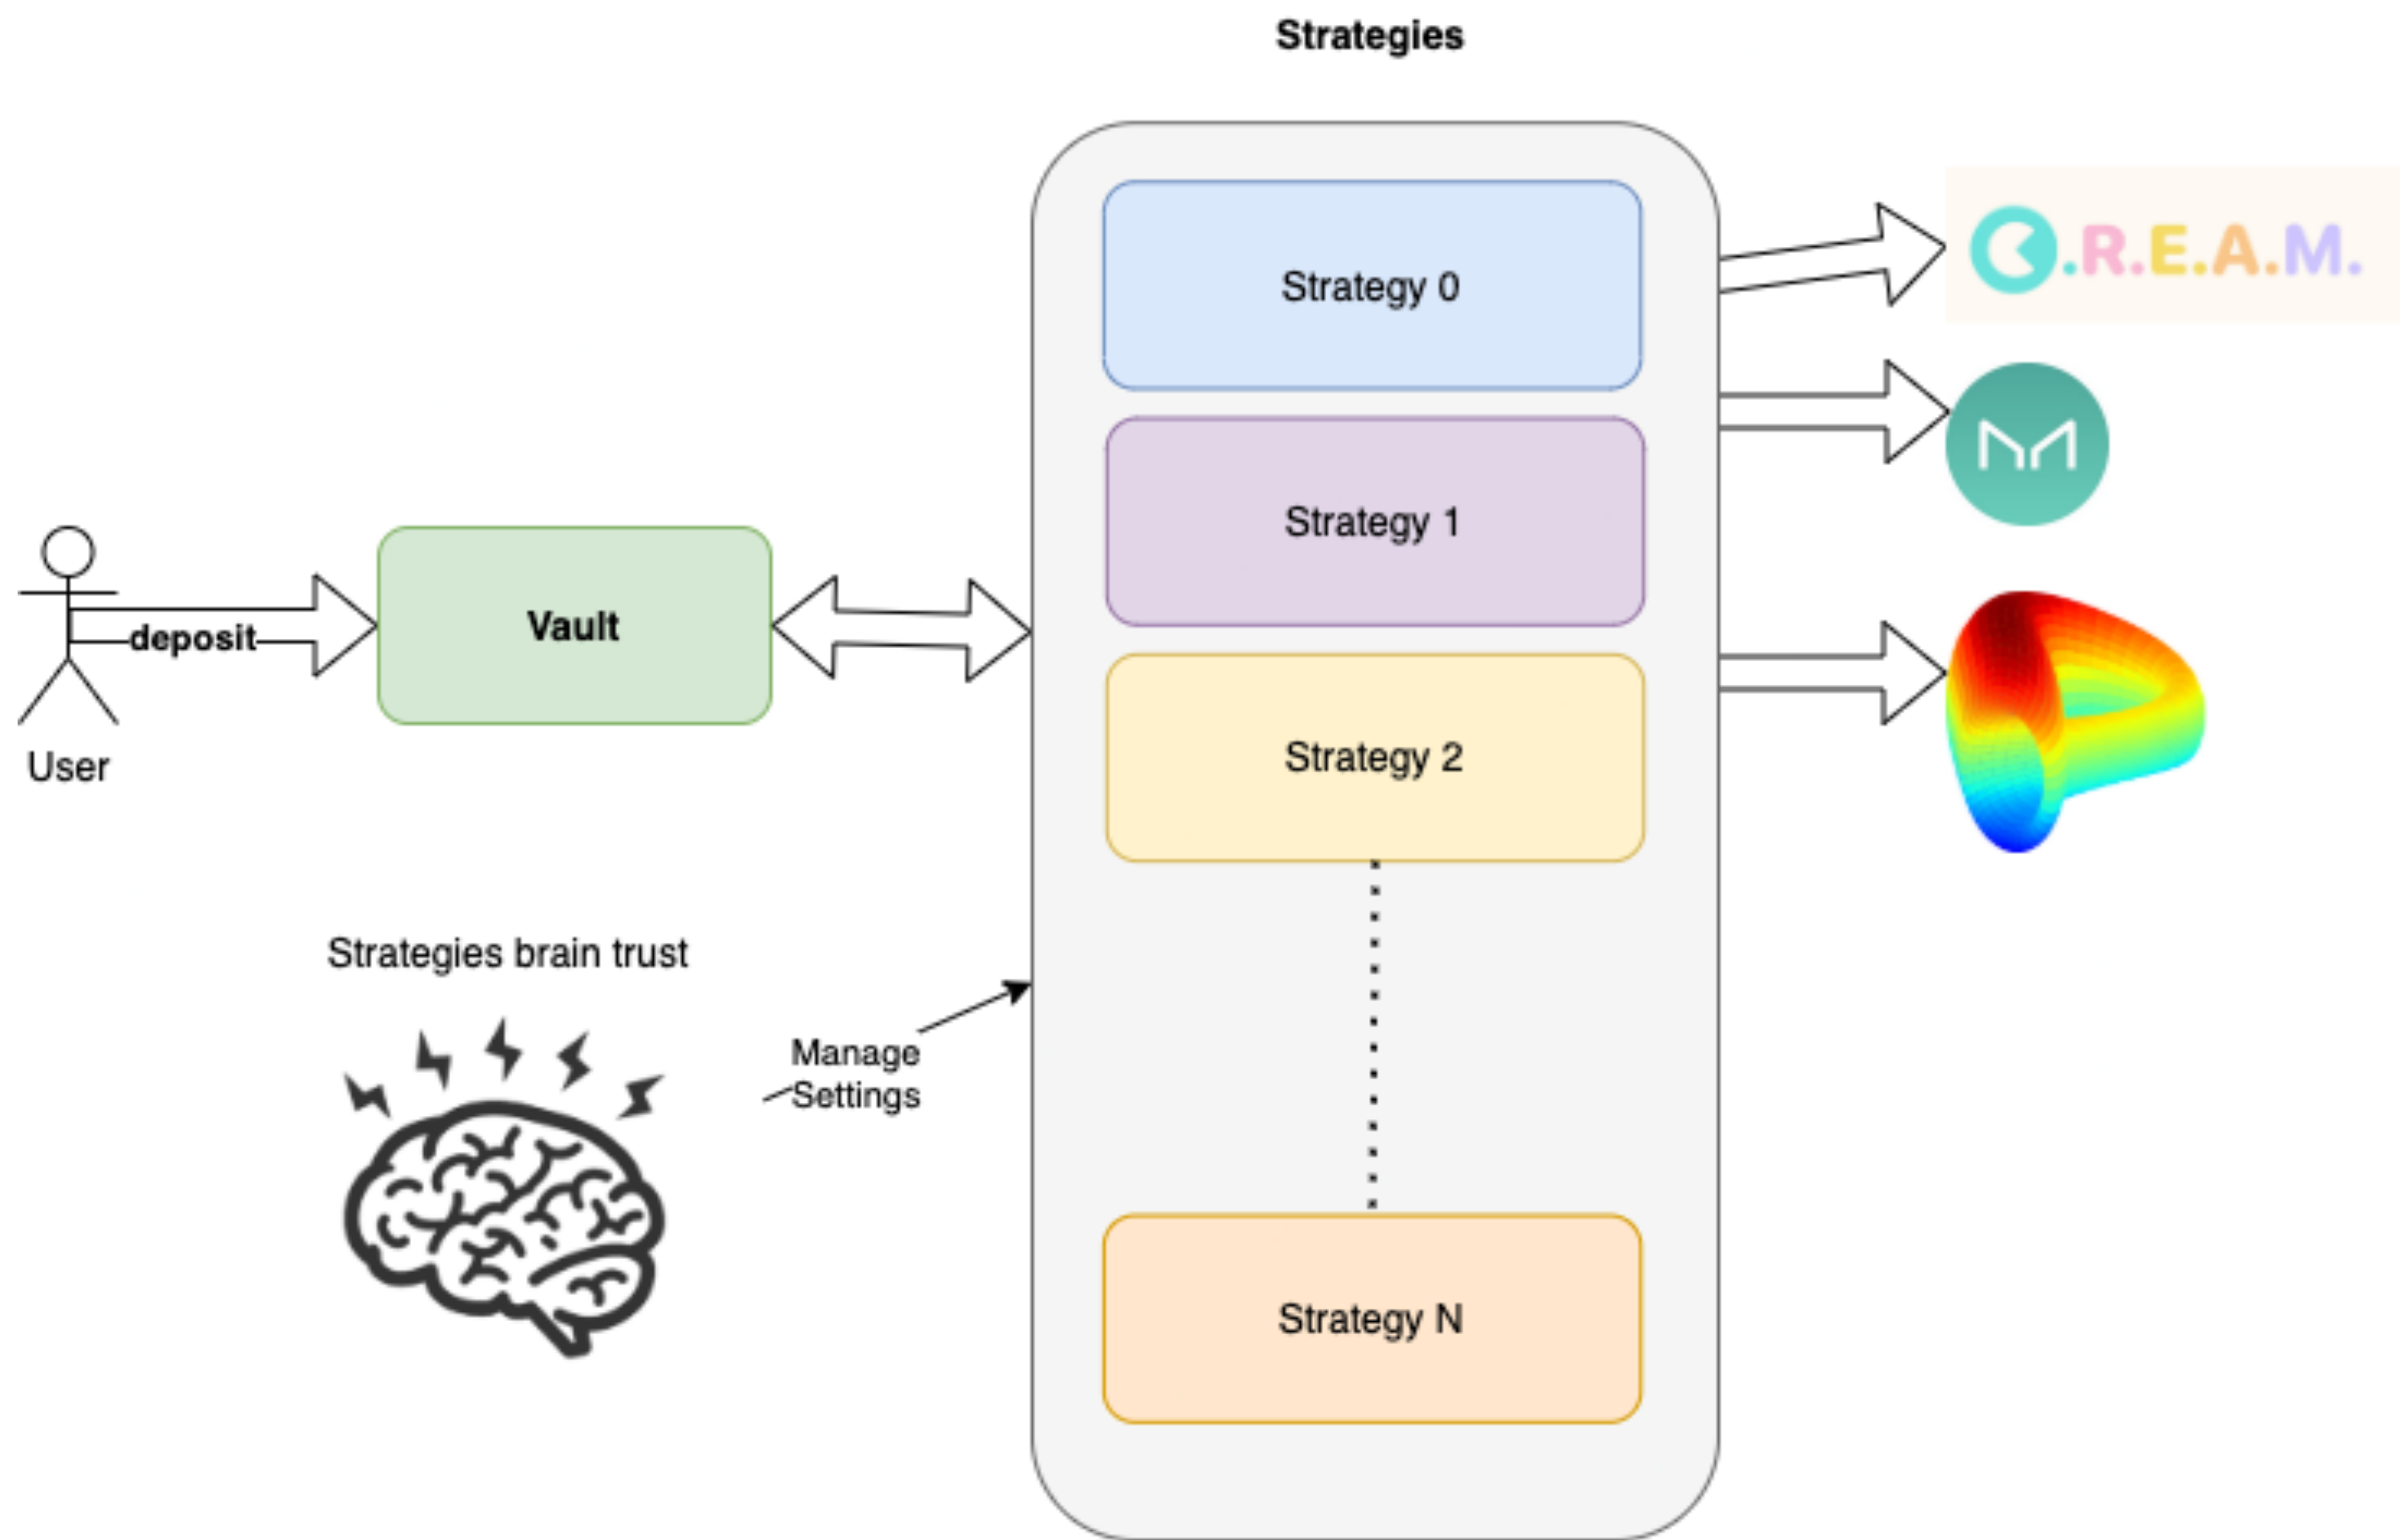 Strategies
Strategy 0
C.R.E.A.M.
Strategy 1
deposit
Vault
Strategy 2
User
Strategies brain trust
Manage
Settings
Strategy N